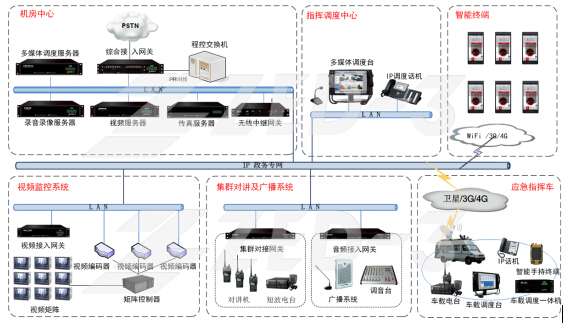 机房中心
PSTN
多媒体调度服务器
综合接入网关
程控交换机
PRI中继
LAN
录音录像服务器
视频服务器
传真服务器
无线中继网关
指挥调度中心
多媒体调度台
IP调度话机
LAN
智能终端
WiFi /3G/4G
IP 政务专网
视频监控系统
LAN
视频接入网关
视频编码器
视频编码器
视频编码器
矩阵控制器
视频矩阵
集群对讲及广播系统
LAN
集群对接网关
音频接入网关
对讲机
短波电台
广播系统
调音台
卫星/3G/4G
应急指挥车
IP话机
智能手持终端
车载电台
车载调度台
车载调度一体机